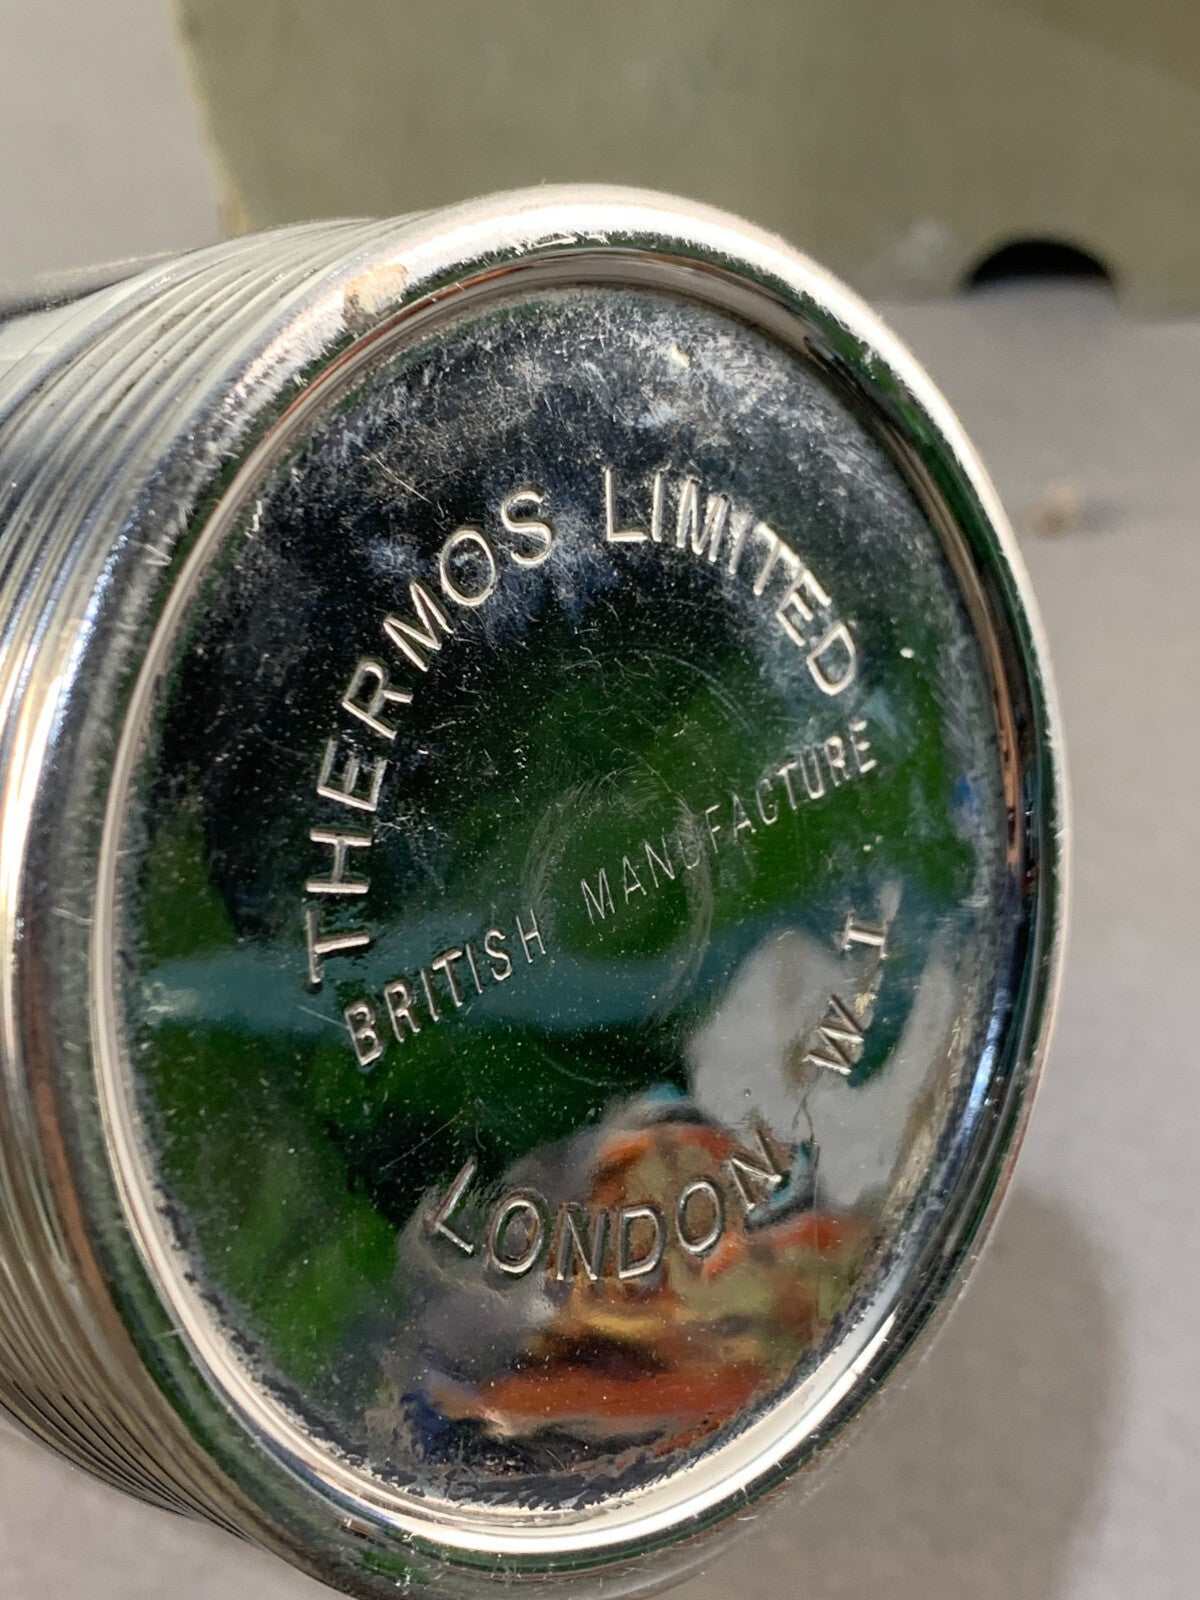 THERMOS LIMITED
BRITISH MANUFACTURE
LONDON W.1